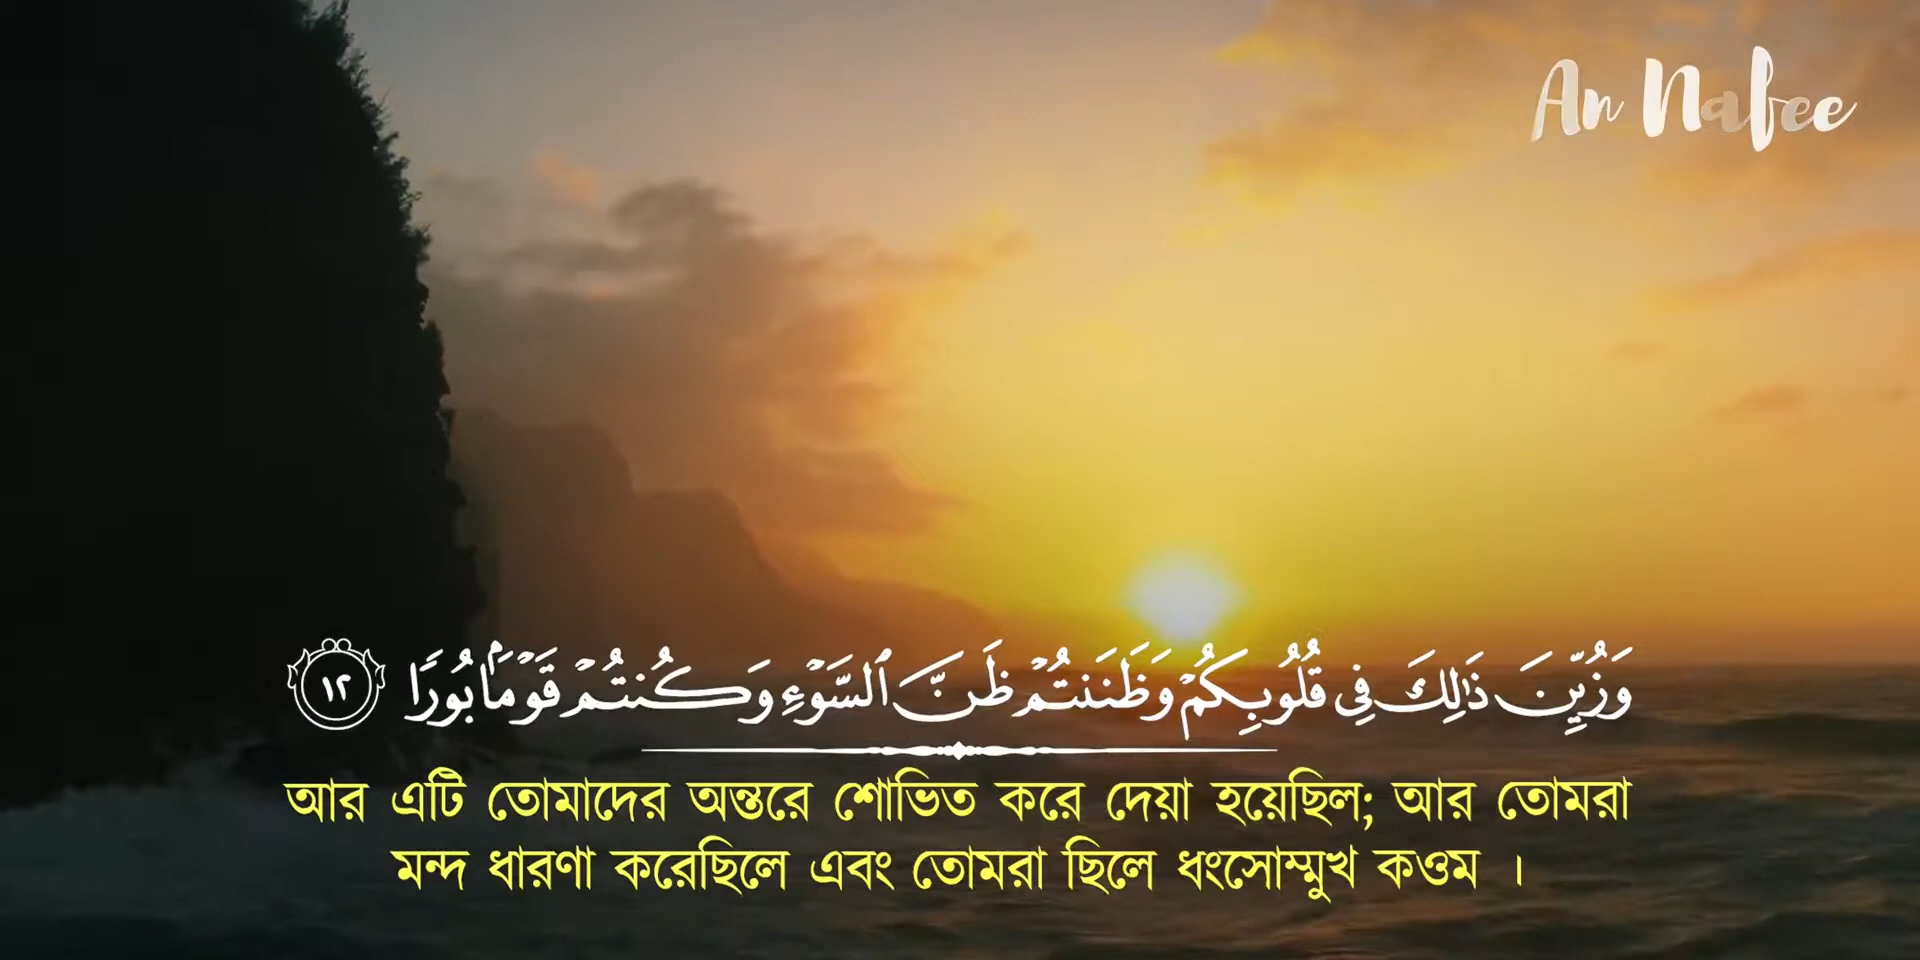 An Nafee
وَزُيِّنَ ذَٰلِكَ فِى قُلُوبِكُمْ وَظَنَنتُمْ ظَنَّ ٱلسَّوْءِ وَكُنتُمْ قَوْمَۢا بُورًا ١٢
আর এটি তোমাদের অন্তরে শোভিত করে দেয়া হয়েছিল; আর তোমরা
মন্দ ধারণা করেছিলে এবং তোমরা ছিলে ধংসোম্মুখ কওম ।